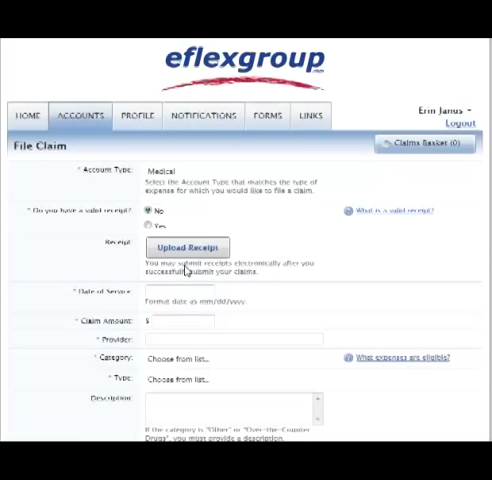 eflexgroup
.com
HOME ACCOUNTS PROFILE NOTIFICATIONS FORMS LINKS
Erin Janus
Logout
File Claim
Claims Basket (0)
* Account Type: Medical
Select the Account Type that matches the type of
expense for which you would like to file a claim.
* Do you have a valid receipt? No
What is a valid receipt?
Yes
Receipt: Upload Receipt
You may submit receipts electronically after you
successfully submit your claims.
* Date of Service:
Format date as mm/dd/yyyy.
* Claim Amount: $
* Provider:
* Category: Choose from list...
What expenses are eligible?
* Type: Choose from list...
Description:
If the category is "Other" or "Over-the-Counter
Drugs", you must provide a description.